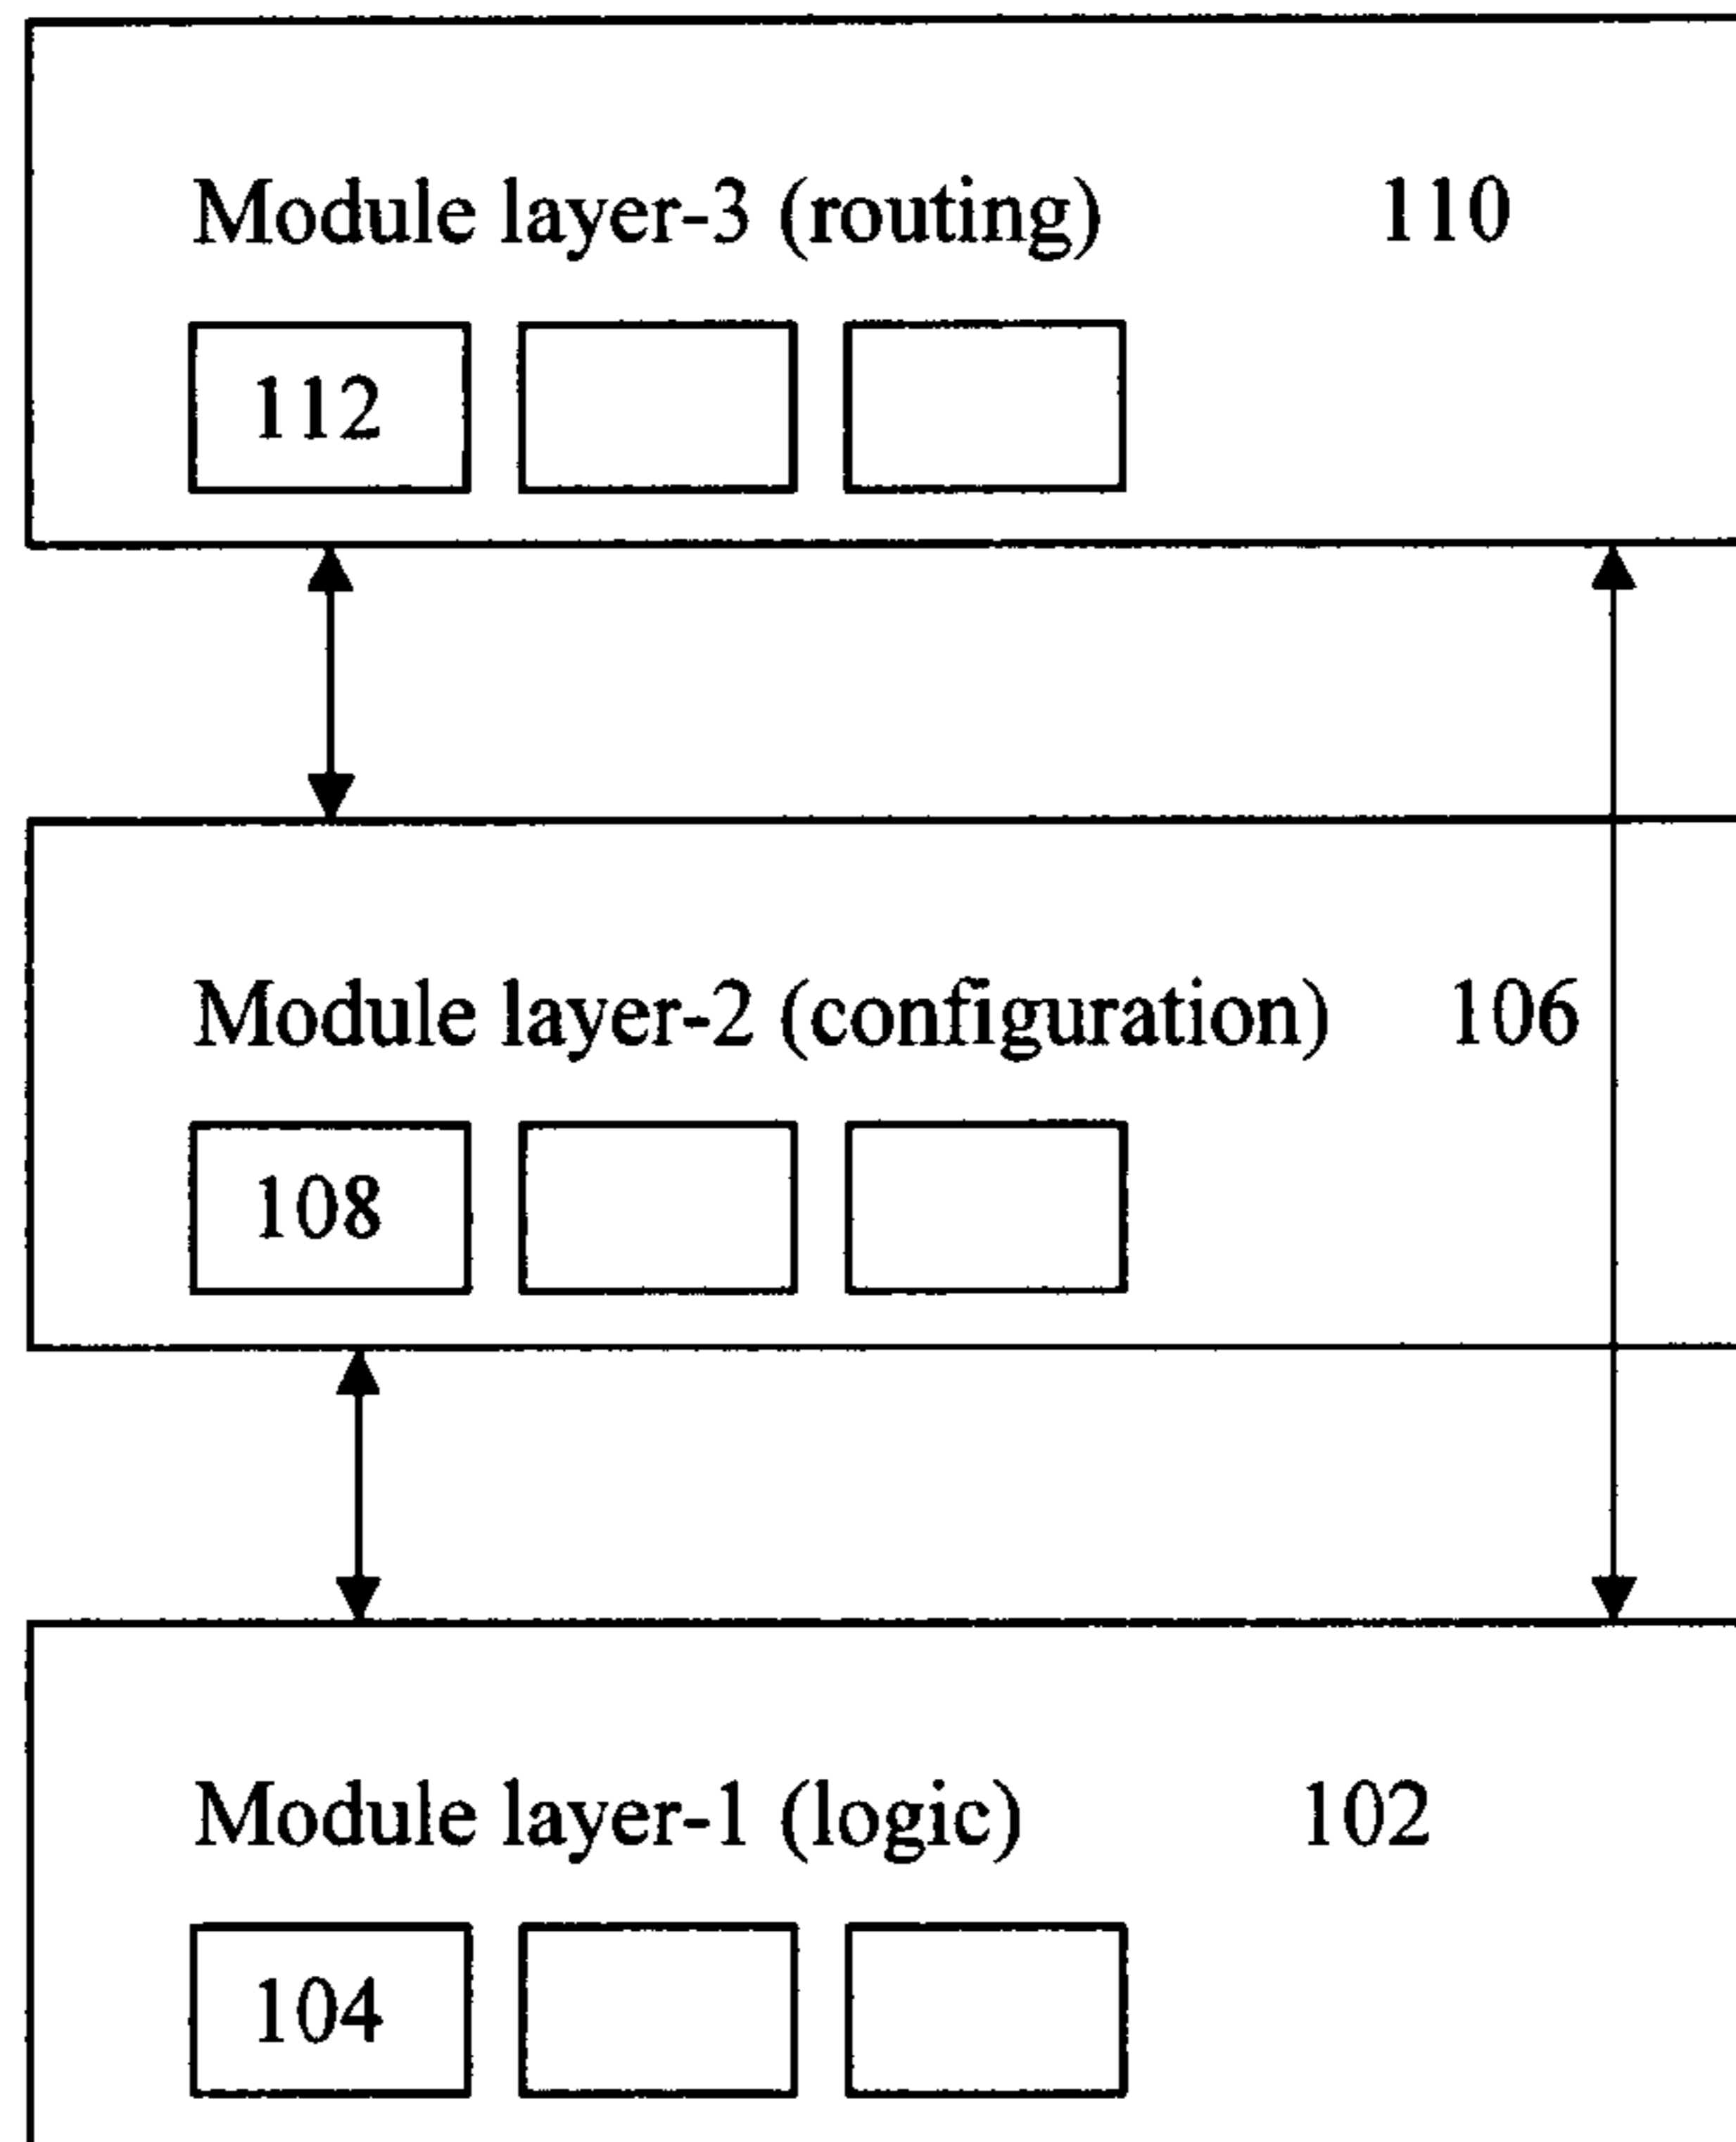 Module layer-3 (routing) 110
112
Module layer-2 (configuration) 106
108
Module layer-1 (logic) 102
104